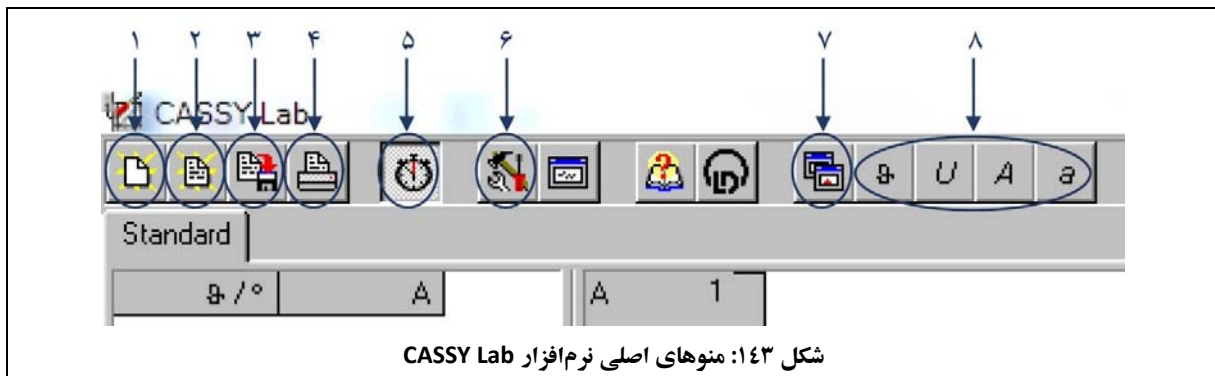 ۱ ۲ ۳ ۴ ۵ ۶ ۷ ۸
CASSY Lab
ϑ U A a
Standard
ϑ / ° A A 1
شکل ۱٤۳: منوهای اصلی نرم‌افزار CASSY Lab